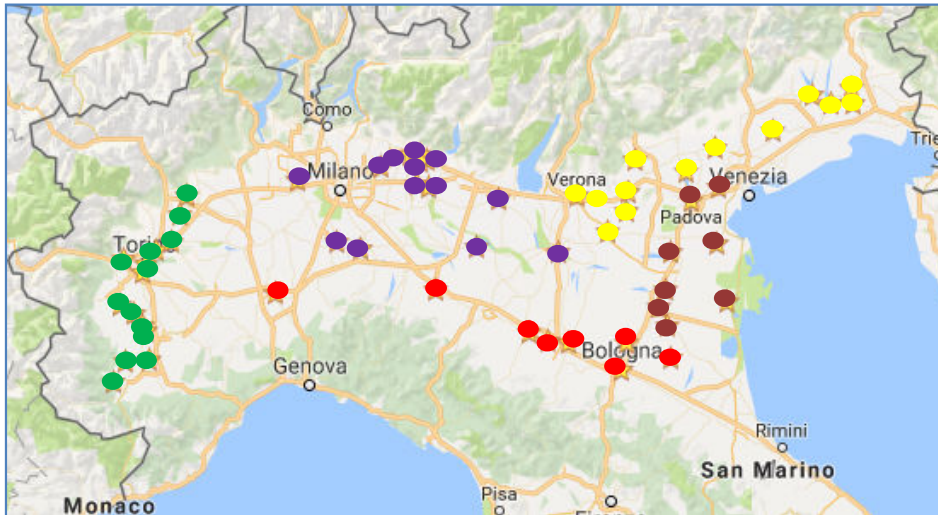 Como
Milano
Trie
Verona
Venezia
Padova
Torino
Genova
Bologna
Rimini
San Marino
Monaco
Pisa